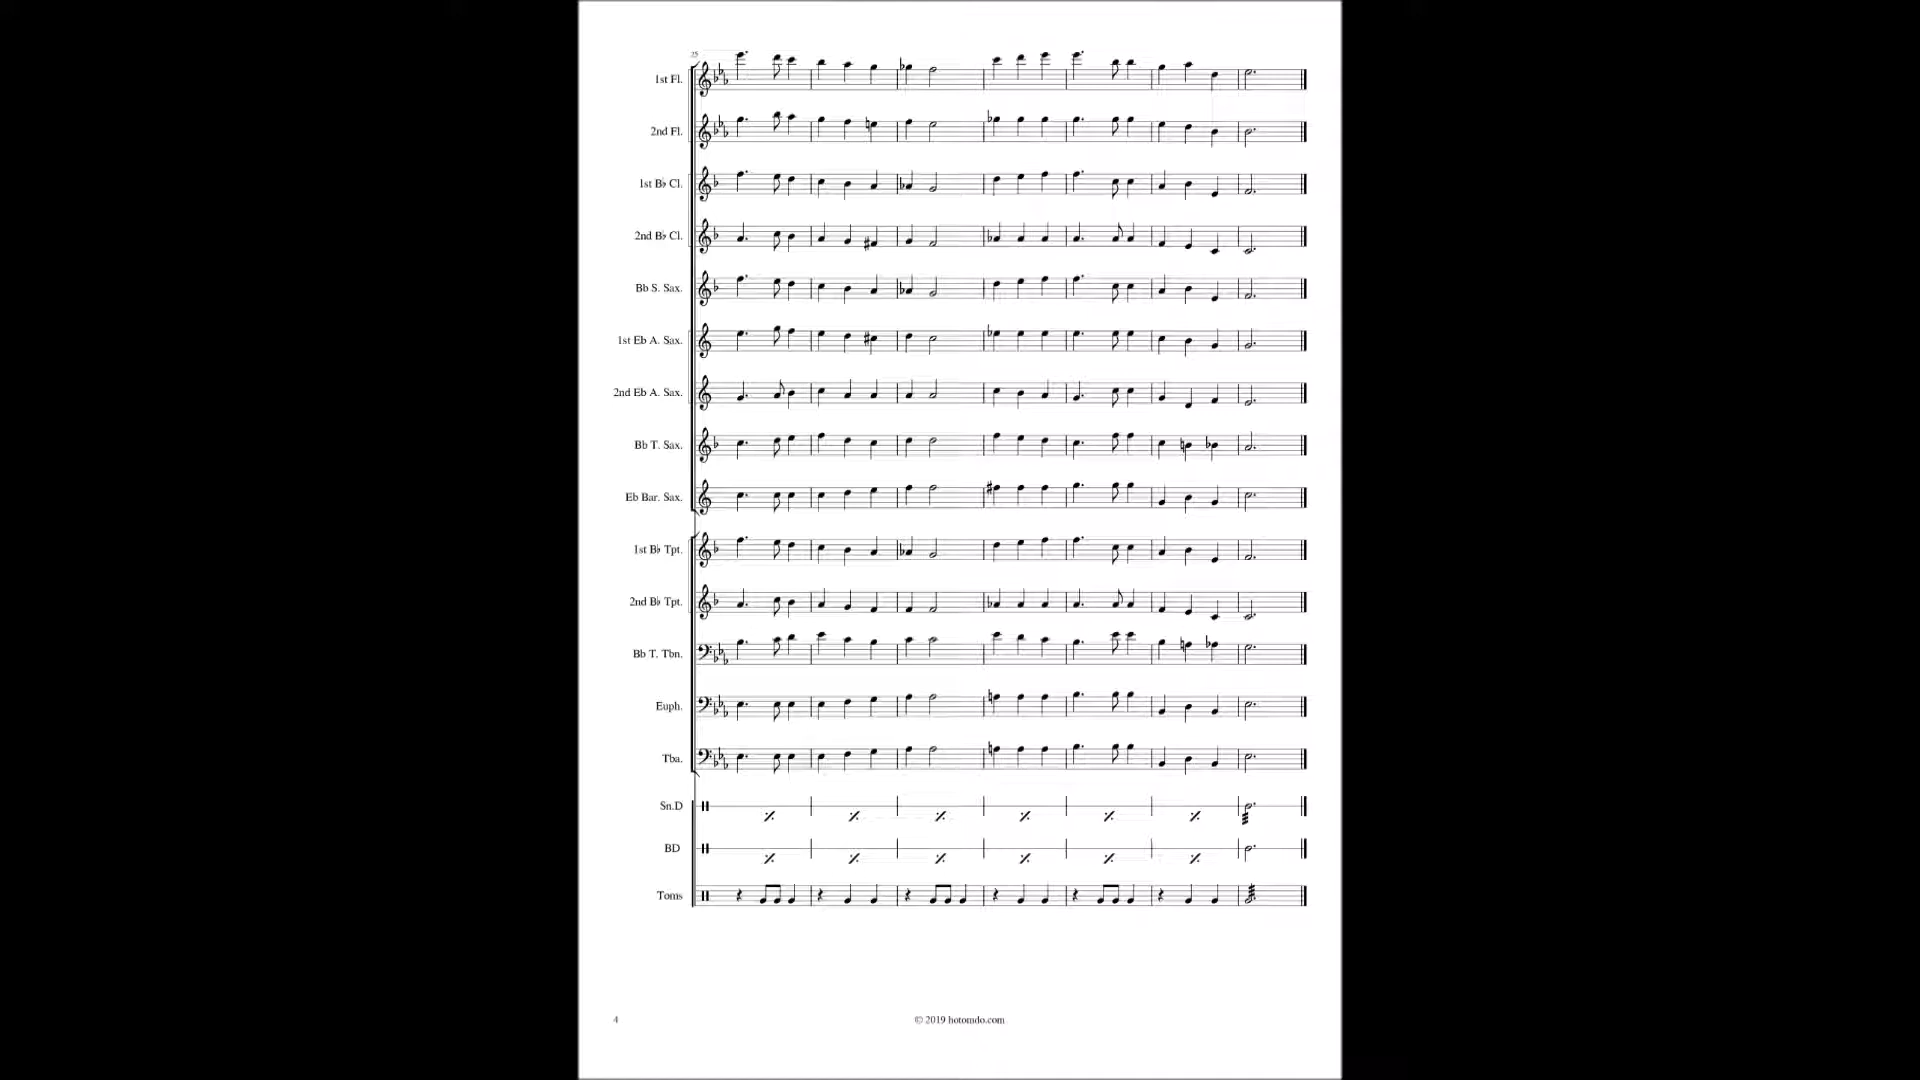 25
1st Fl.
2nd Fl.
1st B♭ Cl.
2nd B♭ Cl.
Bb S. Sax.
1st Eb A. Sax.
2nd Eb A. Sax.
Bb T. Sax.
Eb Bar. Sax.
1st B♭ Tpt.
2nd B♭ Tpt.
Bb T. Tbn.
Euph.
Tba.
Sn.D
BD
Toms
4
© 2019 hotomdo.com